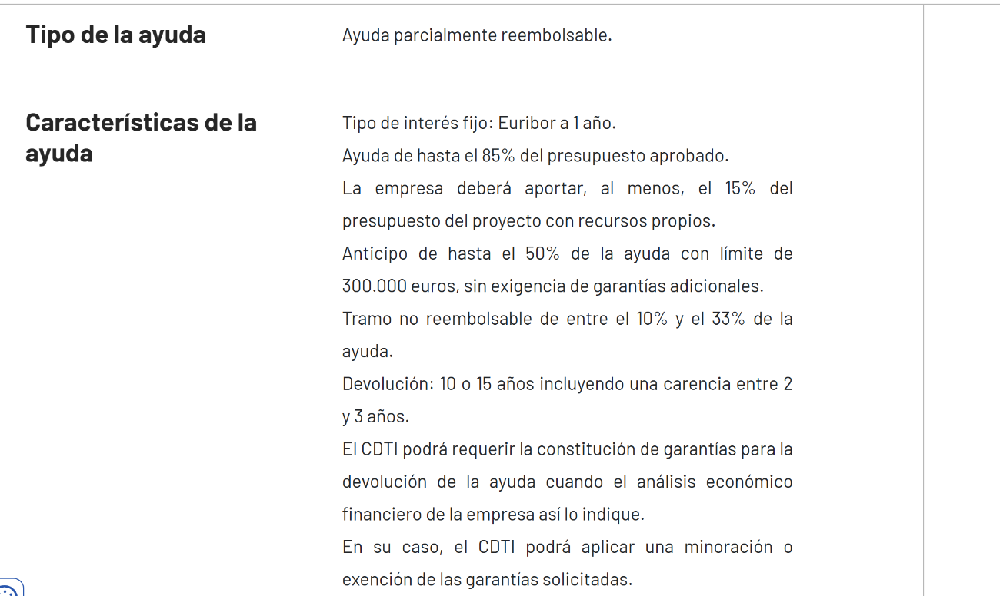 Tipo de la ayuda
Ayuda parcialmente reembolsable.
Características de la
ayuda
Tipo de interés fijo: Euribor a 1 año.
Ayuda de hasta el 85% del presupuesto aprobado.
La empresa deberá aportar, al menos, el 15% del
presupuesto del proyecto con recursos propios.
Anticipo de hasta el 50% de la ayuda con límite de
300.000 euros, sin exigencia de garantías adicionales.
Tramo no reembolsable de entre el 10% y el 33% de la
ayuda.
Devolución: 10 o 15 años incluyendo una carencia entre 2
y 3 años.
El CDTI podrá requerir la constitución de garantías para la
devolución de la ayuda cuando el análisis económico
financiero de la empresa así lo indique.
En su caso, el CDTI podrá aplicar una minoración o
exención de las garantías solicitadas.